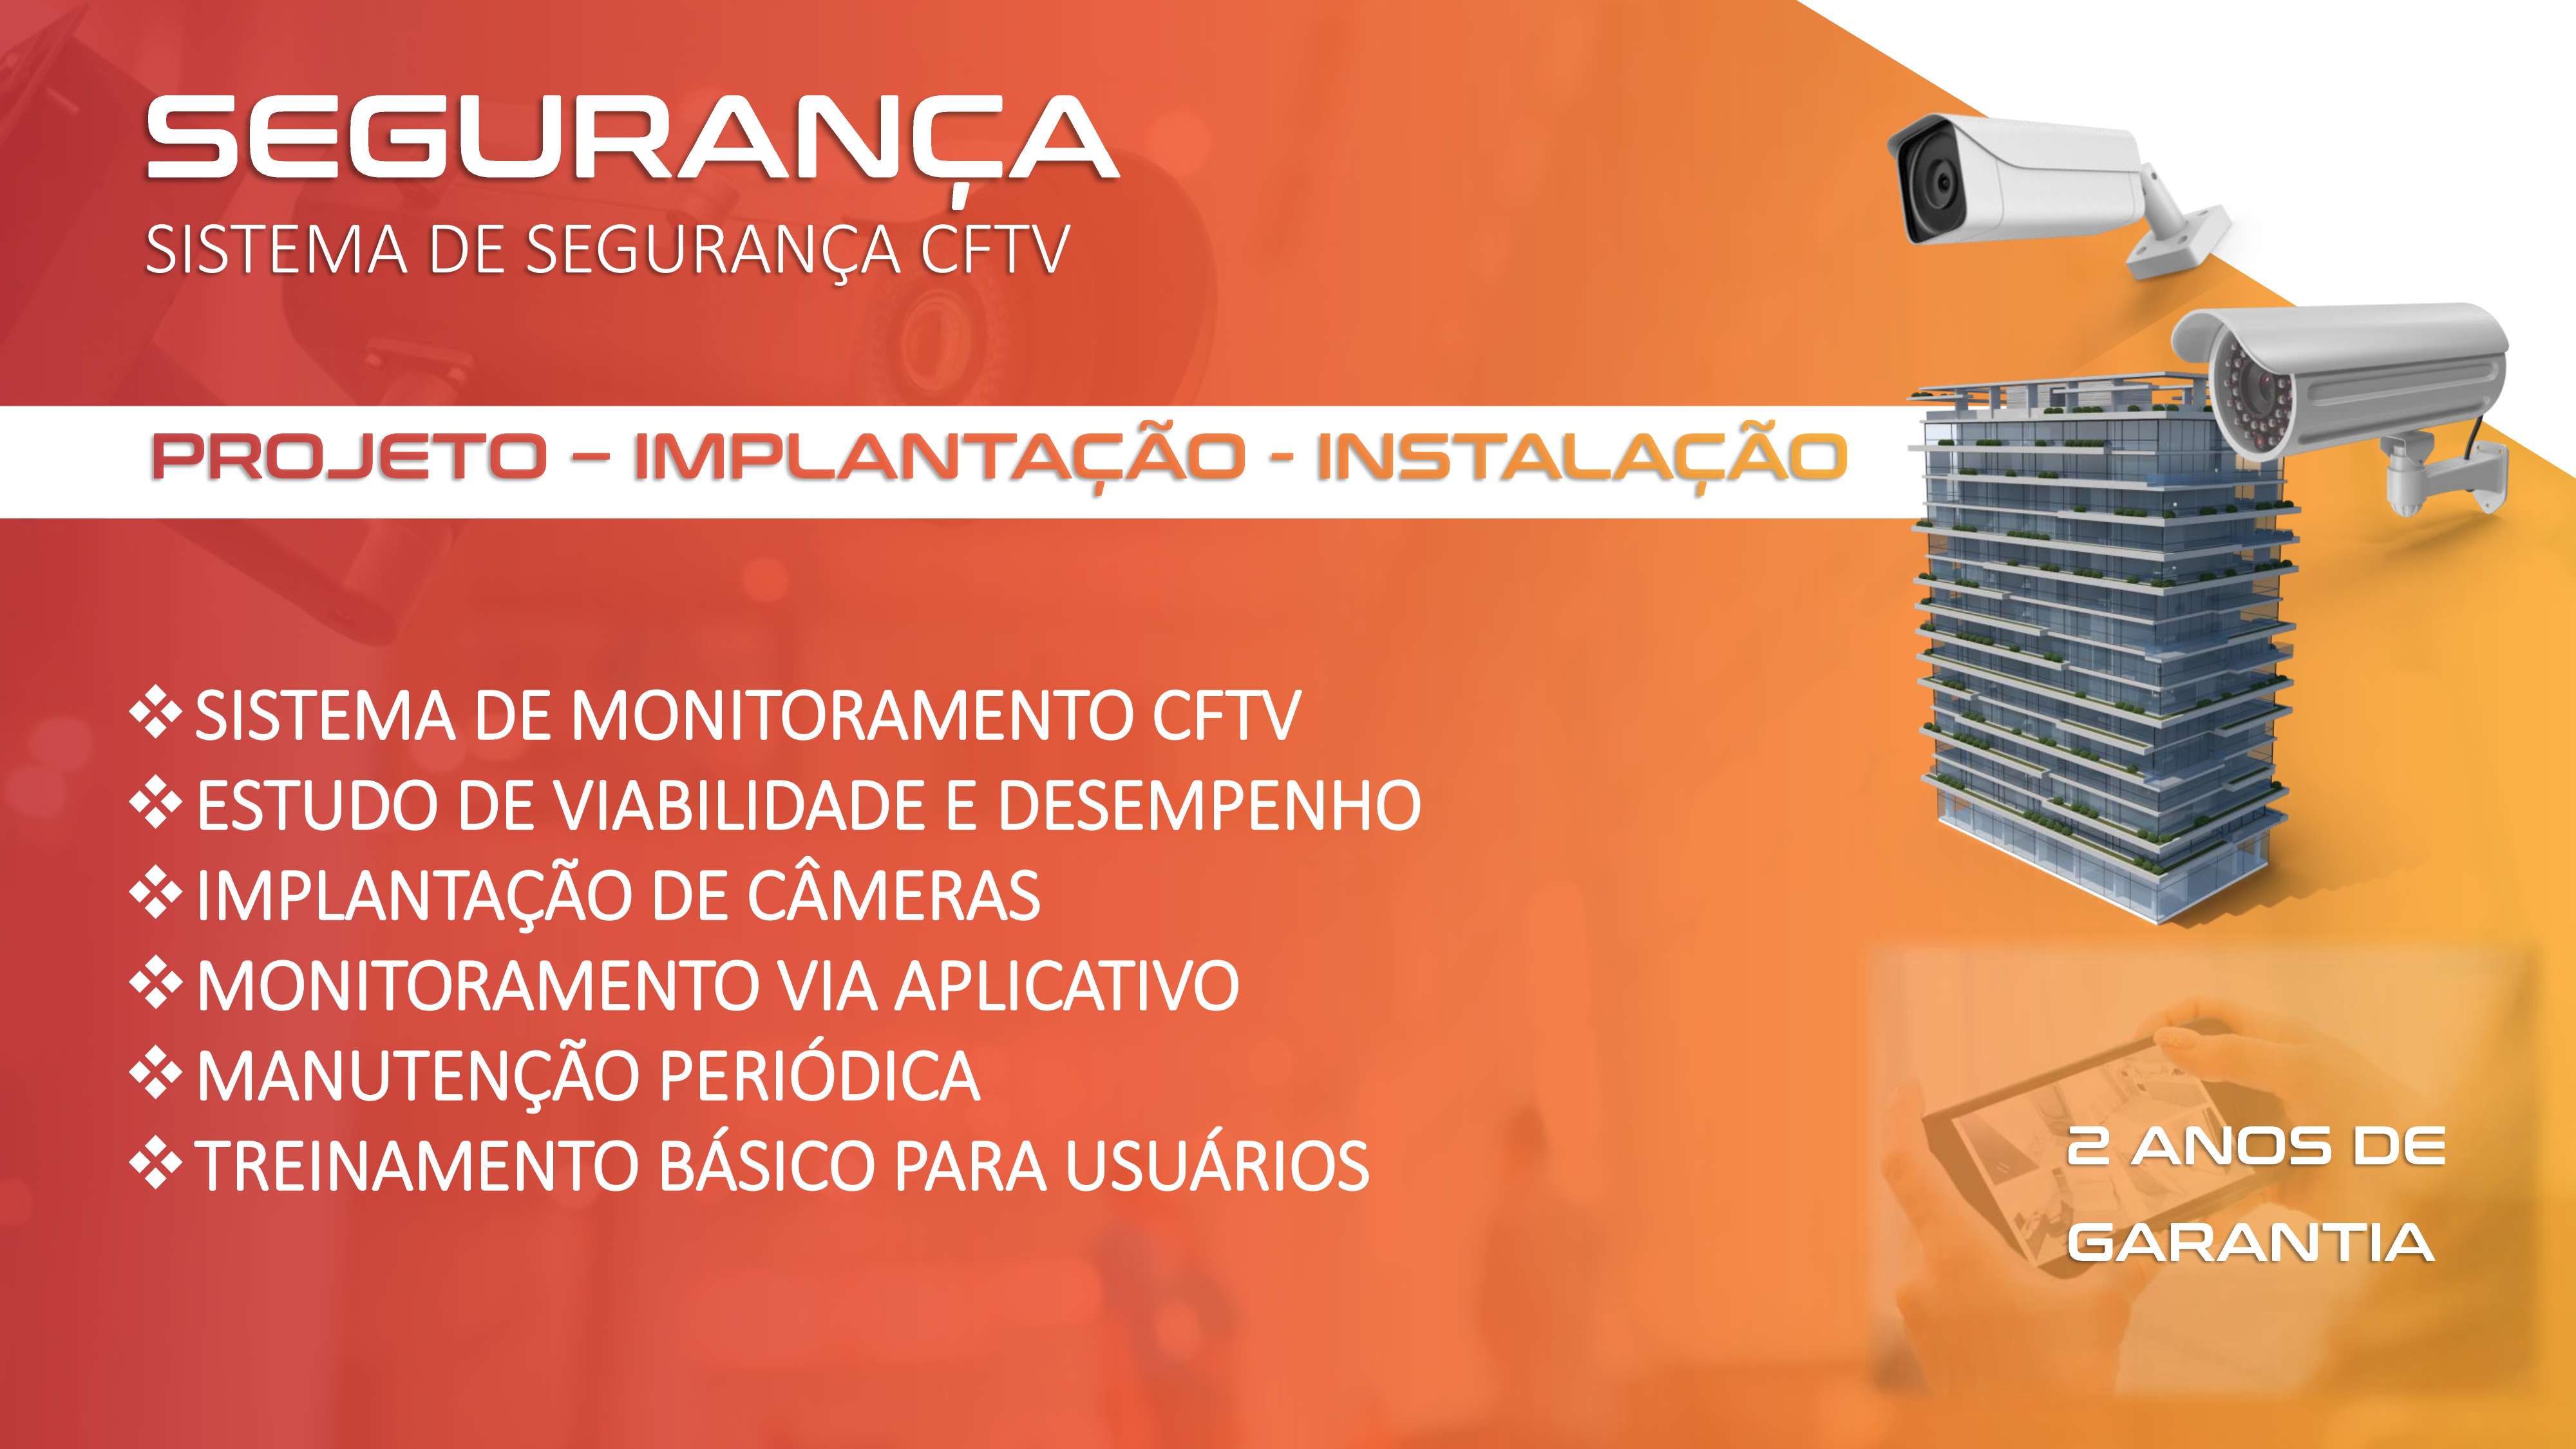 SEGURANÇA
SISTEMA DE SEGURANÇA CFTV
PROJETO – IMPLANTAÇÃO - INSTALAÇÃO
❖ SISTEMA DE MONITORAMENTO CFTV
❖ ESTUDO DE VIABILIDADE E DESEMPENHO
❖ IMPLANTAÇÃO DE CÂMERAS
❖ MONITORAMENTO VIA APLICATIVO
❖ MANUTENÇÃO PERIÓDICA
❖ TREINAMENTO BÁSICO PARA USUÁRIOS
2 ANOS DE
GARANTIA